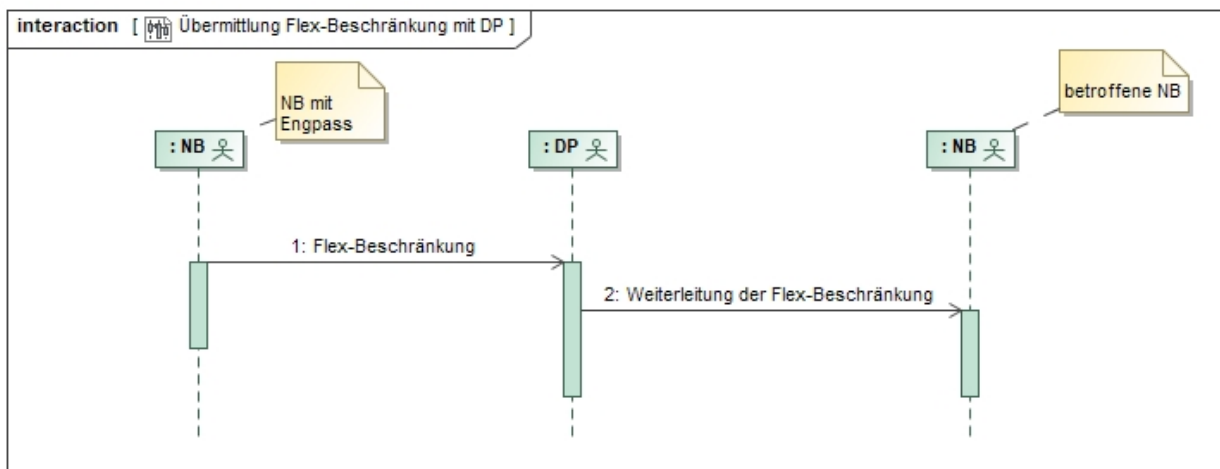 interaction [ Übermittlung Flex-Beschränkung mit DP ]
NB mit
Engpass
betroffene NB
: NB
: DP
: NB
1: Flex-Beschränkung
2: Weiterleitung der Flex-Beschränkung